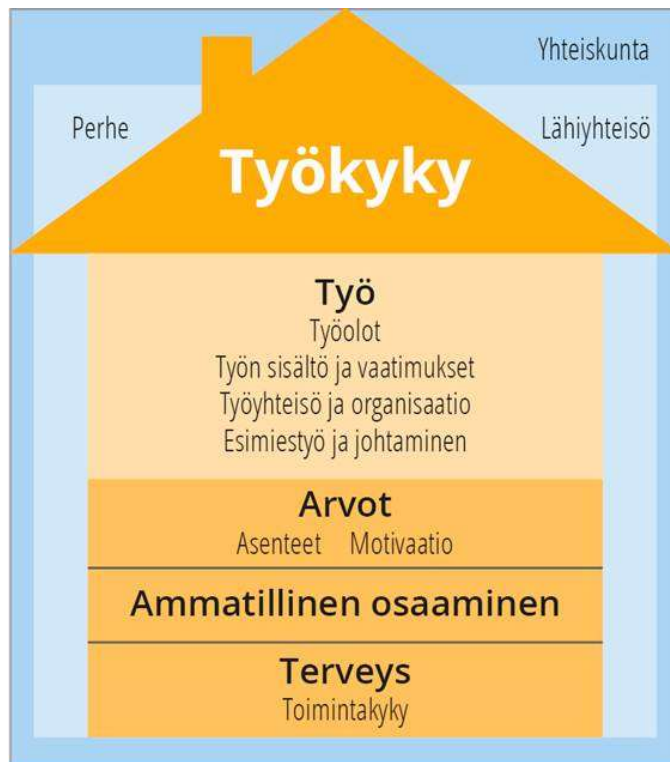 Yhteiskunta
Perhe
Lähiyhteisö
Työkyky
Työ
Työolot
Työn sisältö ja vaatimukset
Työyhteisö ja organisaatio
Esimiestyö ja johtaminen
Arvot
Asenteet Motivaatio
Ammatillinen osaaminen
Terveys
Toimintakyky